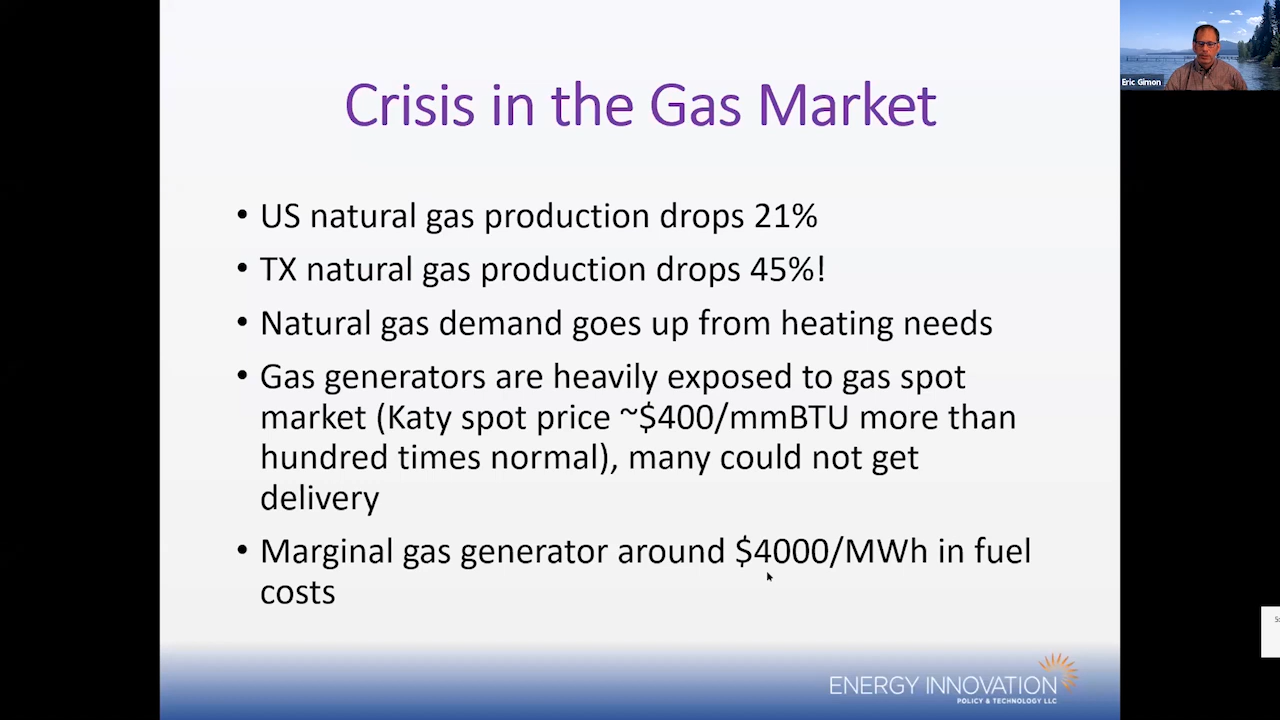 Crisis in the Gas Market
Eric Gimon
• US natural gas production drops 21%
• TX natural gas production drops 45%!
• Natural gas demand goes up from heating needs
• Gas generators are heavily exposed to gas spot
market (Katy spot price ~$400/mmBTU more than
hundred times normal), many could not get
delivery
• Marginal gas generator around $4000/MWh in fuel
costs
ENERGY INNOVATION
POLICY & TECHNOLOGY LLC